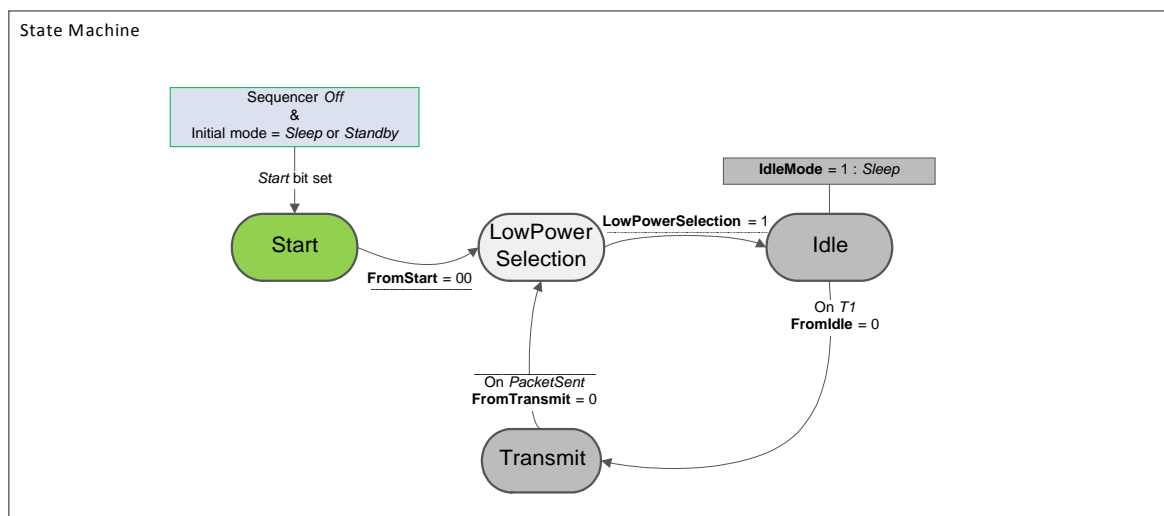 State Machine
Sequencer Off
&
Initial mode = Sleep or Standby
Start bit set
IdleMode = 1 : Sleep
Start
FromStart = 00
LowPower
Selection
LowPowerSelection = 1
Idle
On T1
FromIdle = 0
On PacketSent
FromTransmit = 0
Transmit